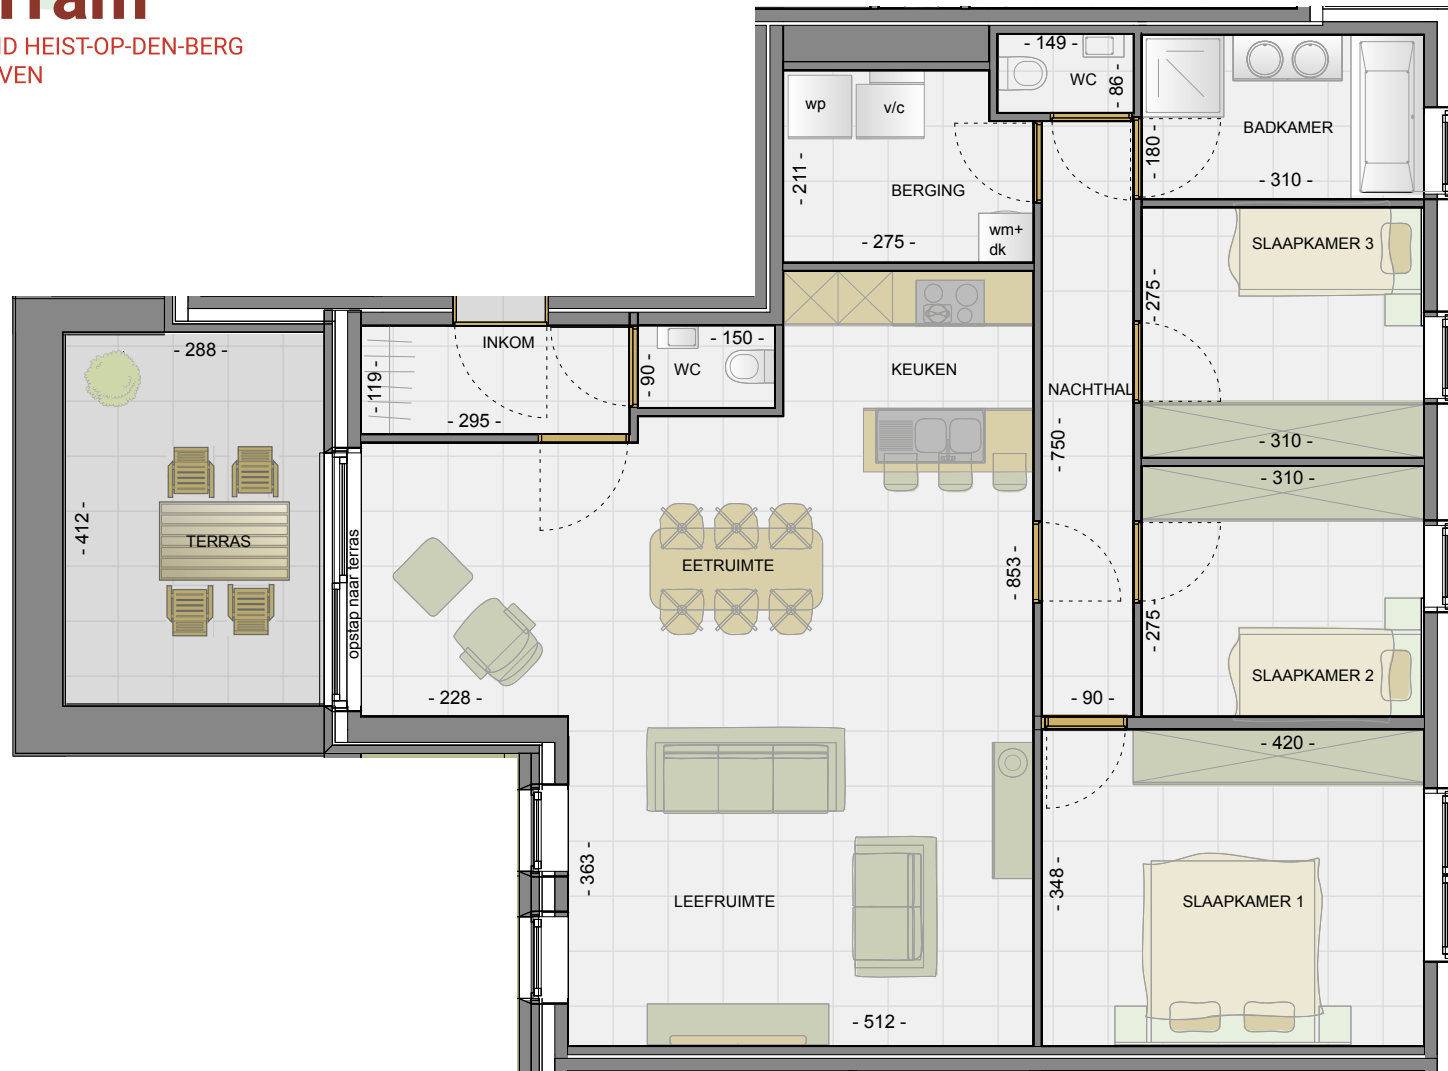 ram
D HEIST-OP-DEN-BERG
VEN
- 149 -
WC
- 86 -
wp
v/c
BADKAMER
- 180 -
- 310 -
- 211 -
BERGING
- 275 -
wm+
dk
SLAAPKAMER 3
- 275 -
- 288 -
INKOM
- 119 -
- 295 -
- 150 -
WC
- 90 -
KEUKEN
NACHTHAL
- 750 -
- 310 -
- 310 -
- 412 -
TERRAS
opstap naar terras
EETRUIMTE
- 853 -
- 275 -
SLAAPKAMER 2
- 228 -
- 90 -
- 420 -
- 363 -
LEEFRUIMTE
- 348 -
SLAAPKAMER 1
- 512 -